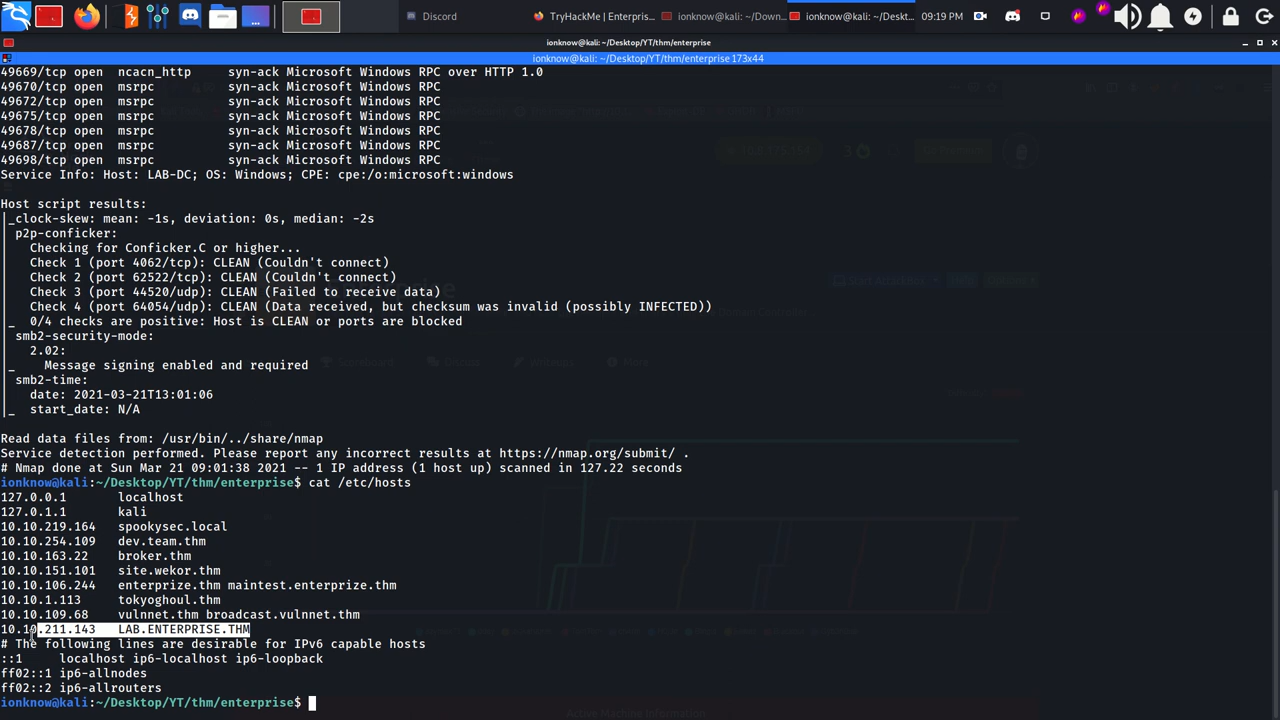 Discord
TryHackMe | Enterpris...
ionknow@kali: ~/Down...
ionknow@kali: ~/Deskt...
09:19 PM
ionknow@kali: ~/Desktop/YT/thm/enterprise
ionknow@kali: ~/Desktop/YT/thm/enterprise 173x44
49669/tcp open  ncacn_http    syn-ack Microsoft Windows RPC over HTTP 1.0
49670/tcp open  msrpc         syn-ack Microsoft Windows RPC
49672/tcp open  msrpc         syn-ack Microsoft Windows RPC
49675/tcp open  msrpc         syn-ack Microsoft Windows RPC
49678/tcp open  msrpc         syn-ack Microsoft Windows RPC
49687/tcp open  msrpc         syn-ack Microsoft Windows RPC
49698/tcp open  msrpc         syn-ack Microsoft Windows RPC
Service Info: Host: LAB-DC; OS: Windows; CPE: cpe:/o:microsoft:windows
Host script results:
|_clock-skew: mean: -1s, deviation: 0s, median: -2s
| p2p-conficker:
|   Checking for Conficker.C or higher...
|   Check 1 (port 4062/tcp): CLEAN (Couldn't connect)
|   Check 2 (port 62522/tcp): CLEAN (Couldn't connect)
|   Check 3 (port 44520/udp): CLEAN (Failed to receive data)
|   Check 4 (port 64054/udp): CLEAN (Data received, but checksum was invalid (possibly INFECTED))
|_  0/4 checks are positive: Host is CLEAN or ports are blocked
| smb2-security-mode:
|   2.02:
|_    Message signing enabled and required
| smb2-time:
|   date: 2021-03-21T13:01:06
|_  start_date: N/A
Read data files from: /usr/bin/../share/nmap
Service detection performed. Please report any incorrect results at https://nmap.org/submit/ .
# Nmap done at Sun Mar 21 09:01:38 2021 -- 1 IP address (1 host up) scanned in 127.22 seconds
ionknow@kali:~/Desktop/YT/thm/enterprise$ cat /etc/hosts
127.0.0.1       localhost
127.0.1.1       kali
10.10.219.164   spookysec.local
10.10.254.109   dev.team.thm
10.10.163.22    broker.thm
10.10.151.101   site.wekor.thm
10.10.106.244   enterprize.thm maintest.enterprize.thm
10.10.1.113     tokyoghoul.thm
10.10.109.68    vulnnet.thm broadcast.vulnnet.thm
10.10.211.143   LAB.ENTERPRISE.THM
# The following lines are desirable for IPv6 capable hosts
::1     localhost ip6-localhost ip6-loopback
ff02::1 ip6-allnodes
ff02::2 ip6-allrouters
ionknow@kali:~/Desktop/YT/thm/enterprise$
Active Machine Information